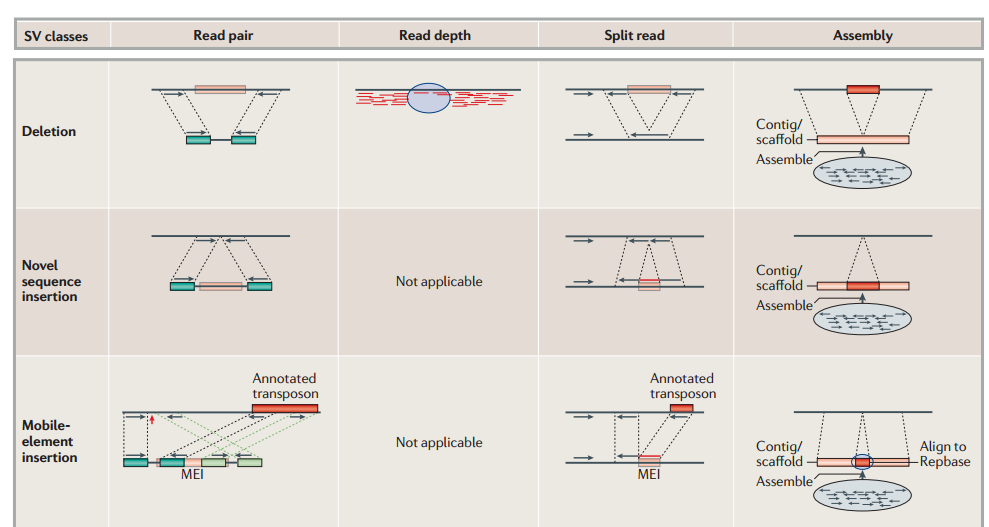 SV classes
Read pair
Read depth
Split read
Assembly
Deletion
Contig/
scaffold
Assemble
Novel
sequence
insertion
Not applicable
Contig/
scaffold
Assemble
Mobile-
element
insertion
Annotated
transposon
MEI
Not applicable
Annotated
transposon
MEI
Contig/
scaffold
Assemble
Align to
Repbase